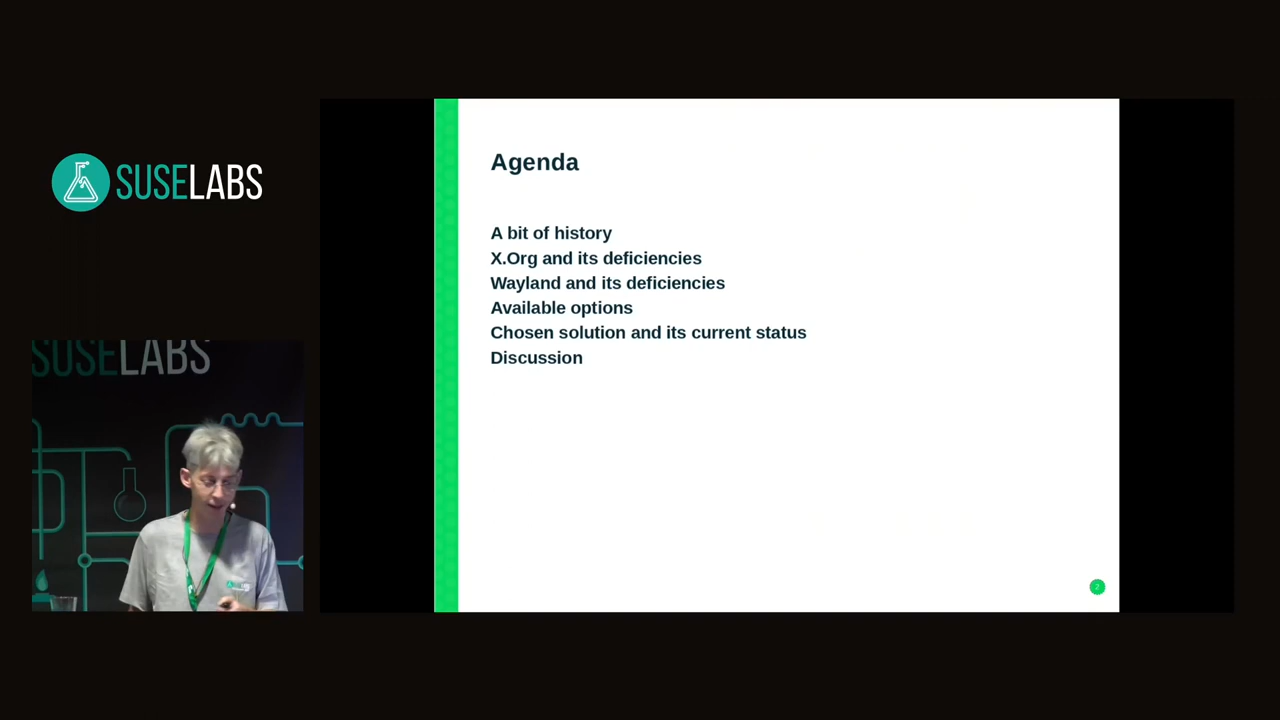 SUSELABS
SUSELABS
Agenda
A bit of history
X.Org and its deficiencies
Wayland and its deficiencies
Available options
Chosen solution and its current status
Discussion
2